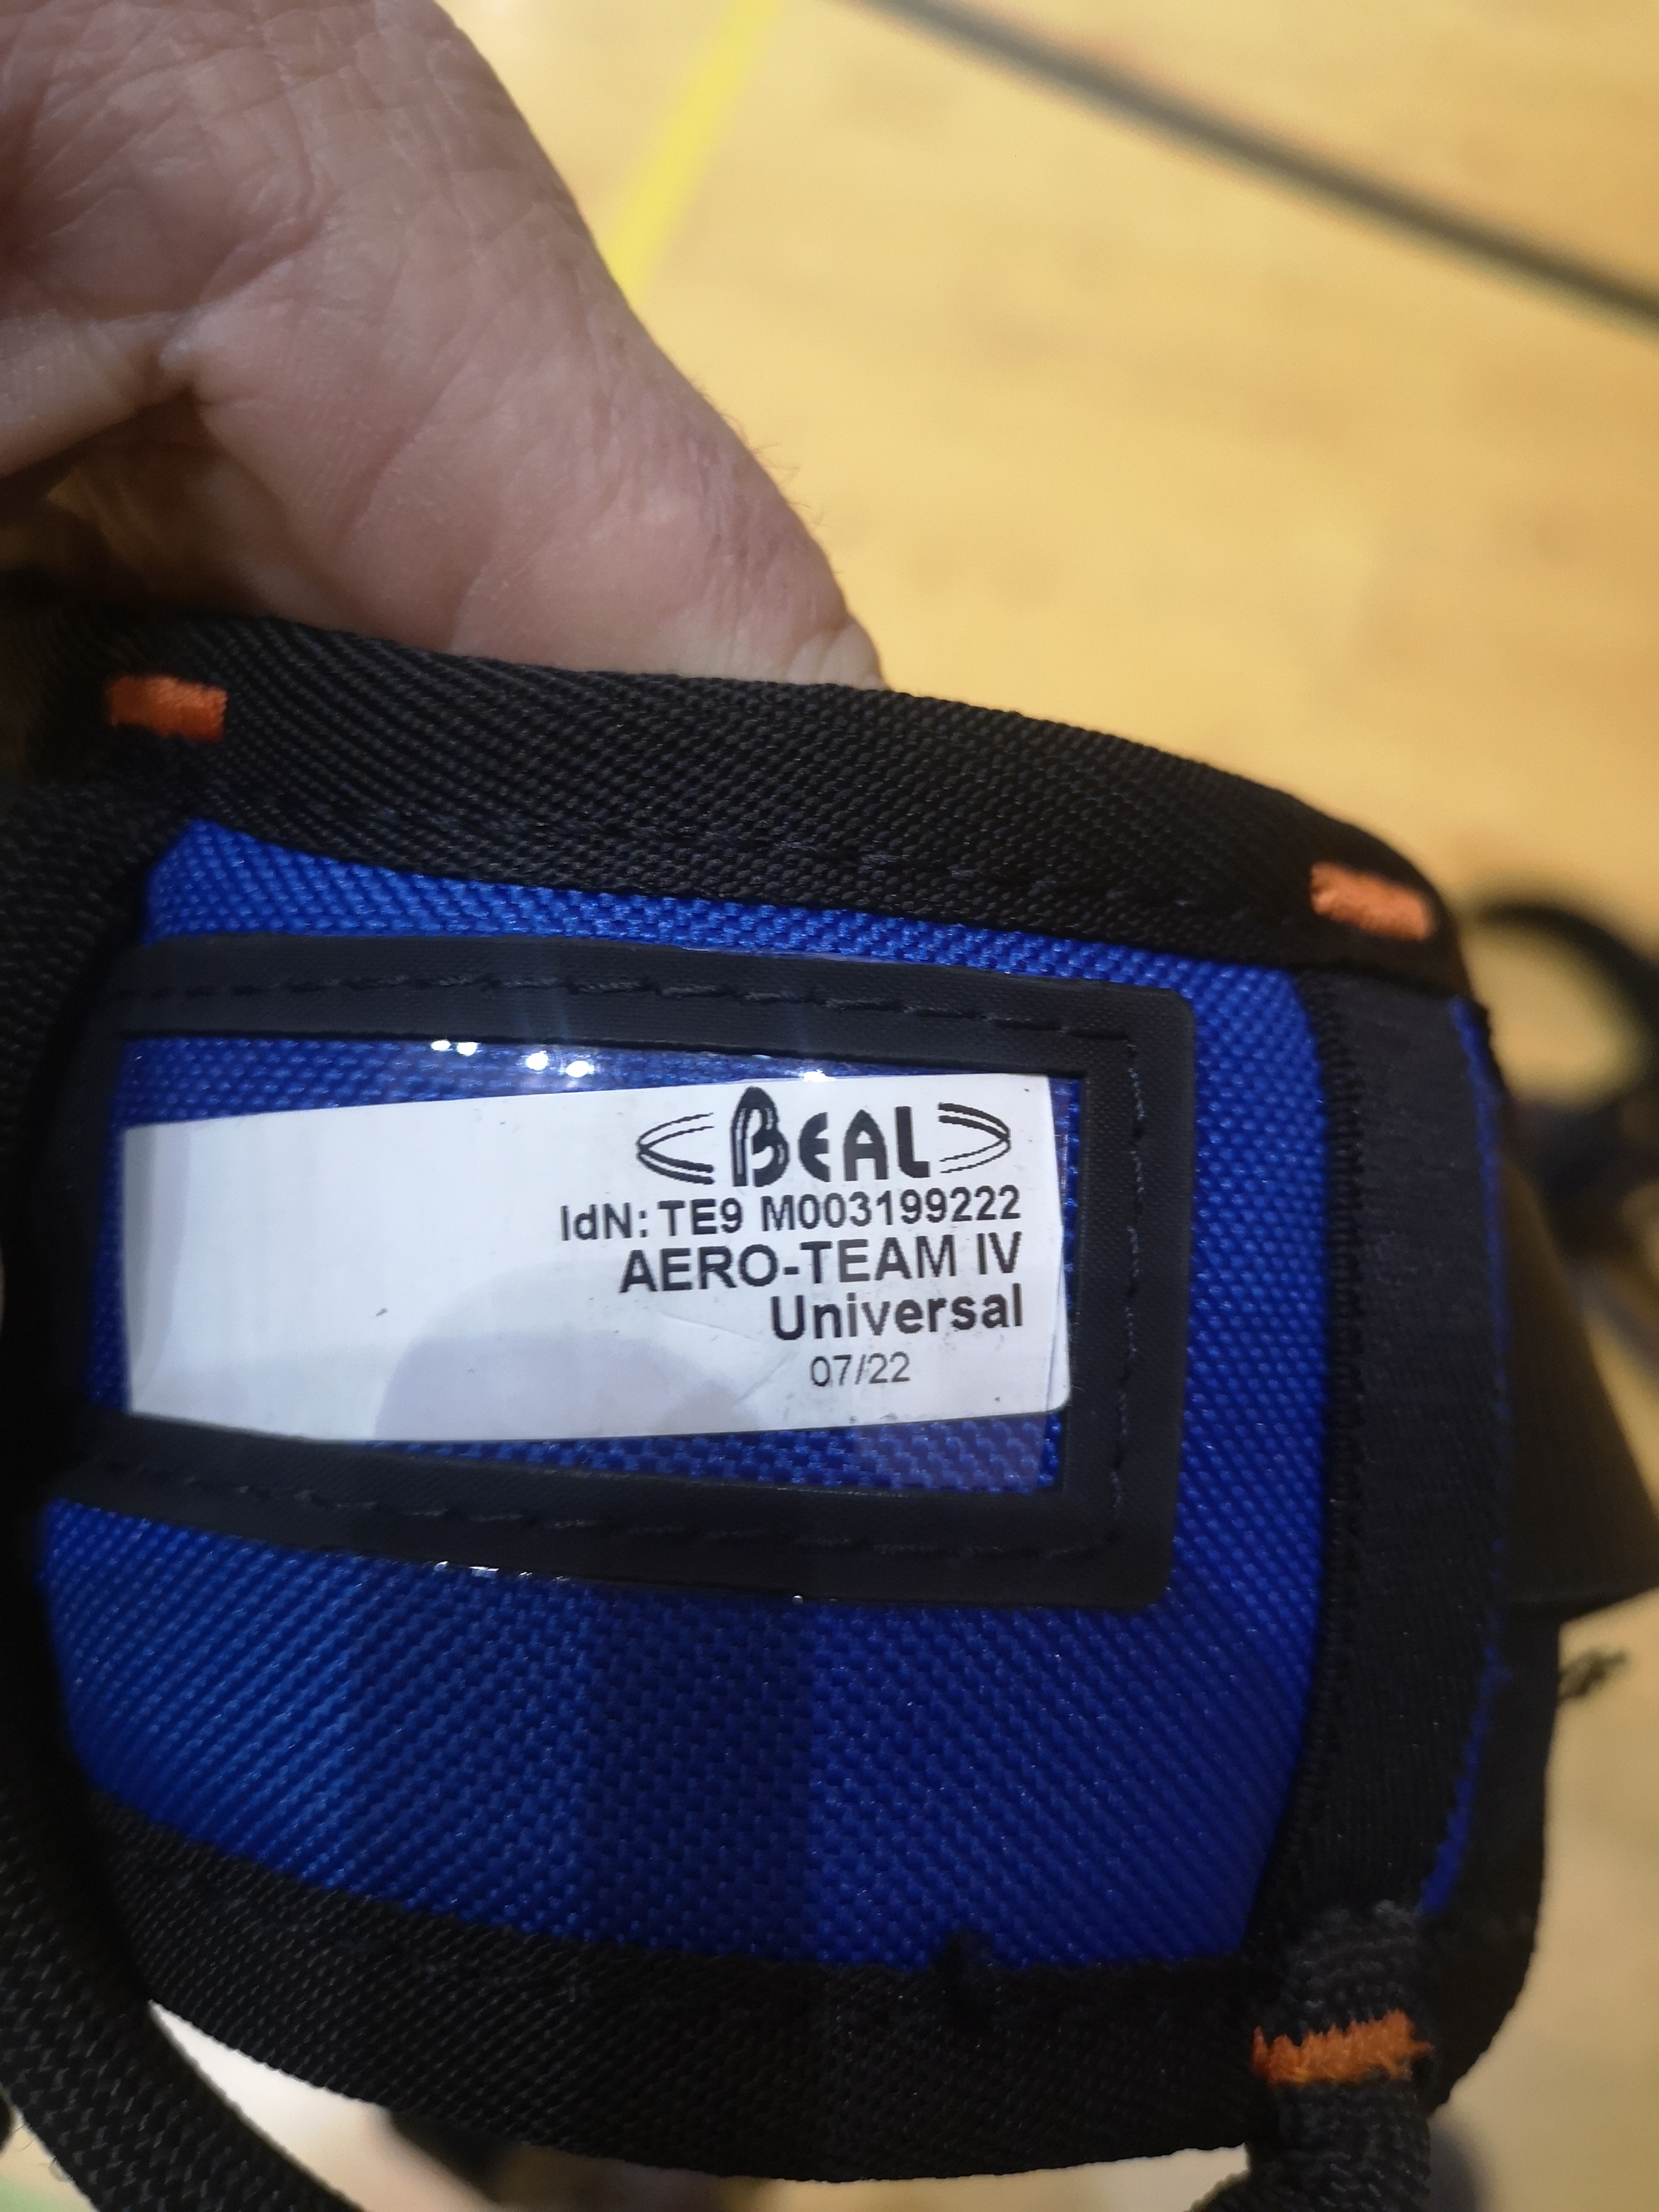 BEAL
IdN: TE9 M003199222
AERO-TEAM IV
Universal
07/22